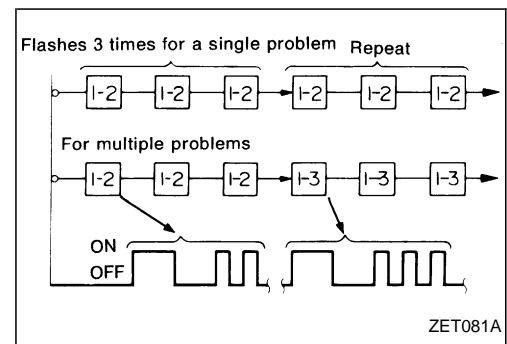 Flashes 3 times for a single problem Repeat
1-2 1-2 1-2 1-2 1-2 1-2
For multiple problems
1-2 1-2 1-2 1-3 1-3 1-3
ON
OFF
ZET081A